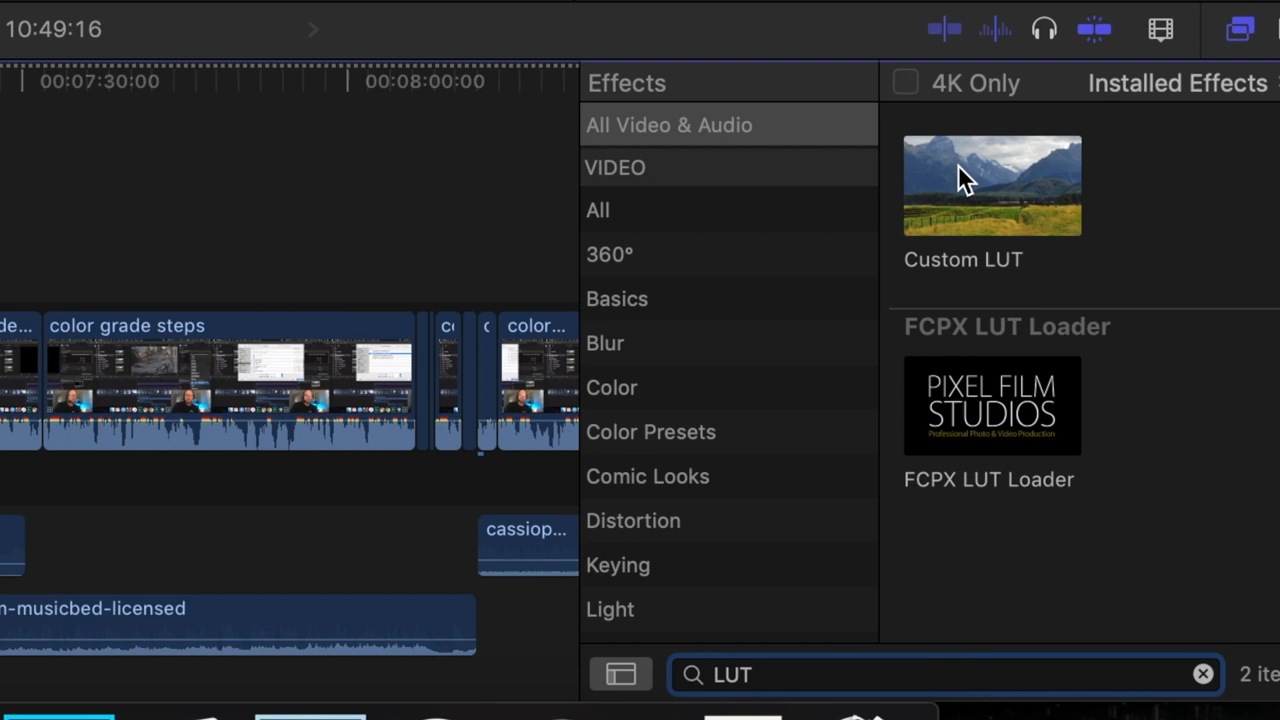 10:49:16
00:07:30:00
00:08:00:00
Effects
4K Only
Installed Effects
All Video & Audio
VIDEO
All
360°
Basics
Blur
Color
Color Presets
Comic Looks
Distortion
Keying
Light
Custom LUT
FCPX LUT Loader
PIXEL FILM
STUDIOS
Professional Photo & Video Production
FCPX LUT Loader
de...
color grade steps
color...
cassiop...
n-musicbed-licensed
LUT
2 ite